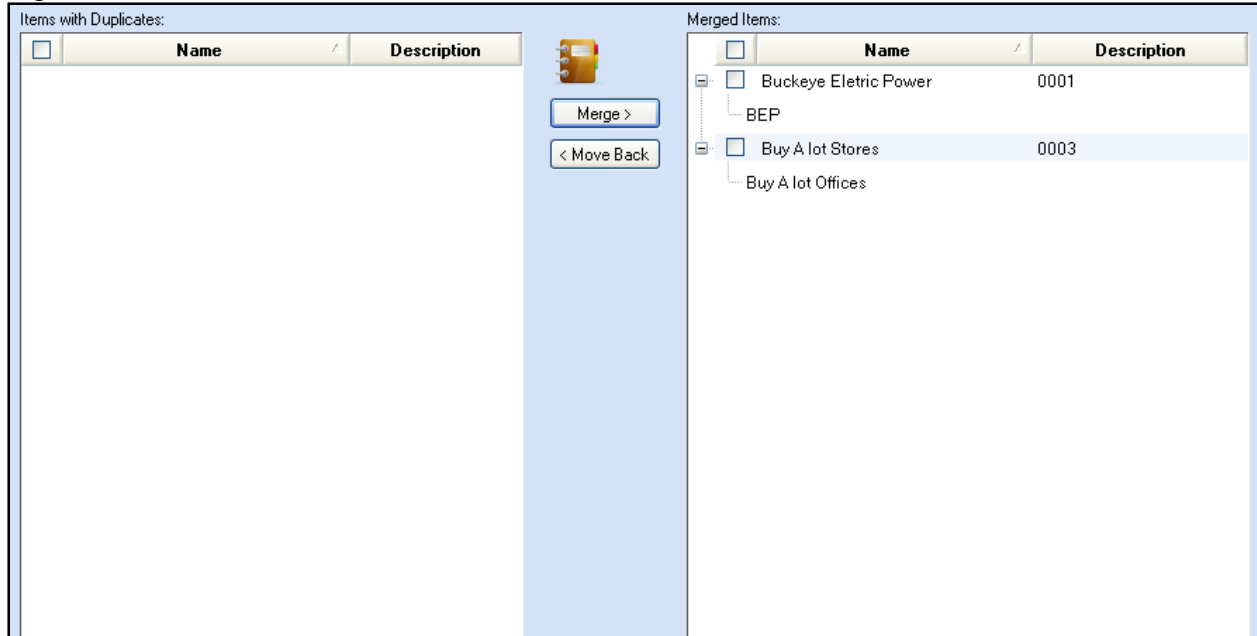 Items with Duplicates:
Name Description
Merge >
< Move Back
Merged Items:
Name Description
Buckeye Eletric Power 0001
BEP
Buy A lot Stores 0003
Buy A lot Offices